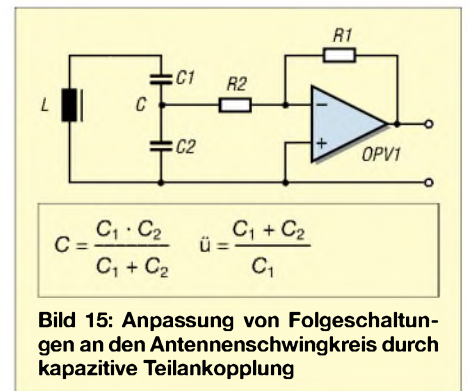 R1
C1
L
C
R2
C2
−
+
OPV1
C = C₁ · C₂ / C₁ + C₂   ü = C₁ + C₂ / C₁
Bild 15: Anpassung von Folgeschaltun-
gen an den Antennenschwingkreis durch
kapazitive Teilankopplung